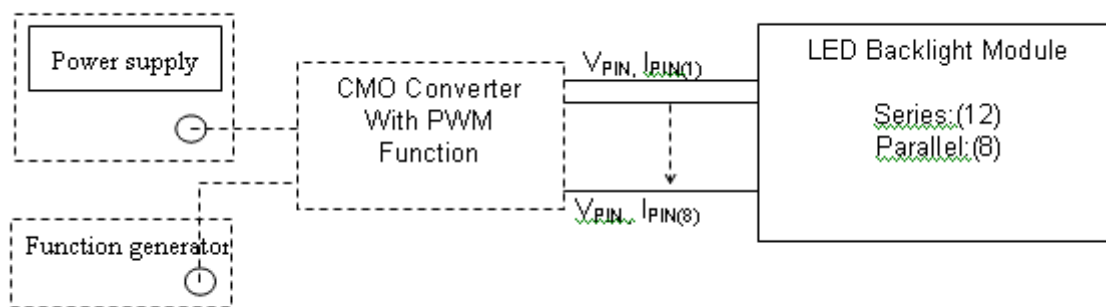 Power supply
Function generator
CMO Converter
With PWM
Function
VPIN, IPIN(1)
VPIN, IPIN(8)
LED Backlight Module
Series:(12)
Parallel:(8)